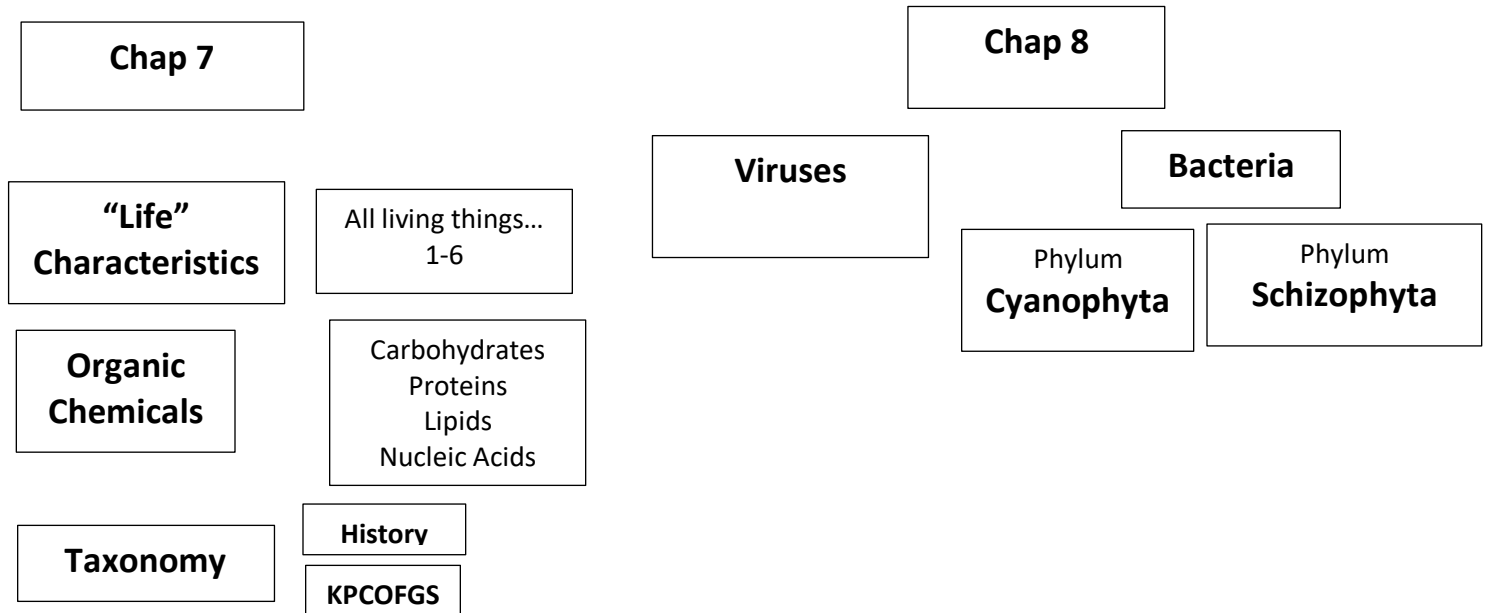 Chap 7
“Life”
Characteristics
All living things…
1-6
Organic
Chemicals
Carbohydrates
Proteins
Lipids
Nucleic Acids
Taxonomy
History
KPCOFGS
Chap 8
Viruses
Bacteria
Phylum
Cyanophyta
Phylum
Schizophyta